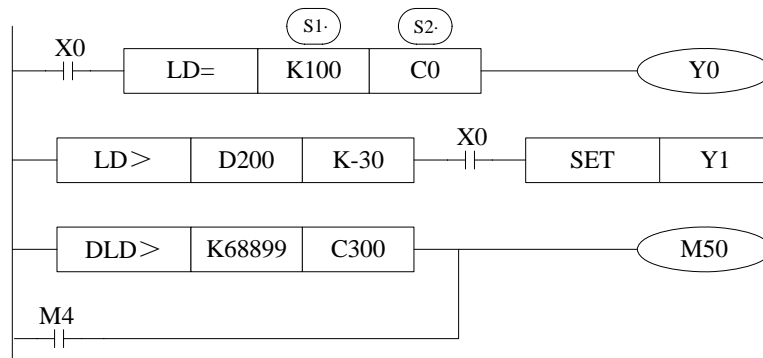 S1· S2·
X0 LD= K100 C0 Y0
LD＞ D200 K-30 X0 SET Y1
DLD＞ K68899 C300 M50
M4